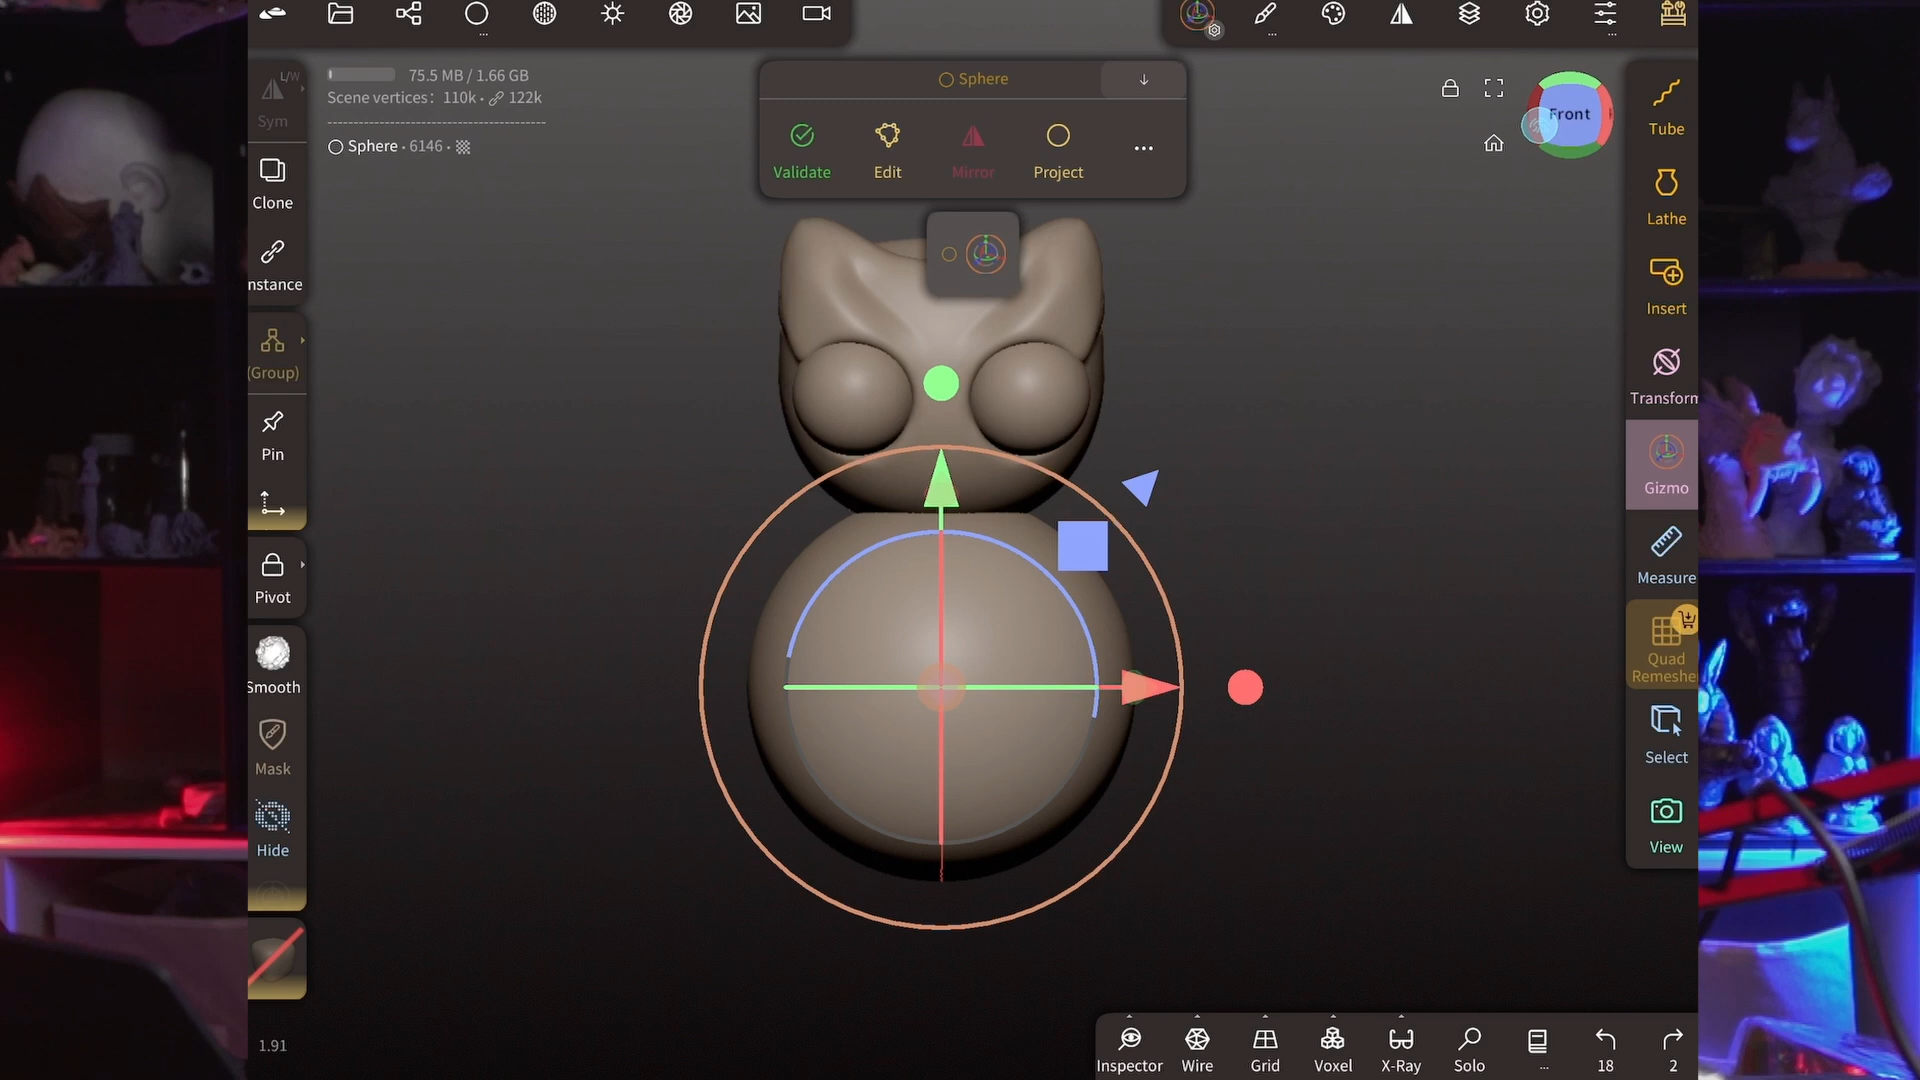 75.5 MB / 1.66 GB
Scene vertices: 110k • 122k
Sphere • 6146 •
L/W
Sym
Clone
nstance
(Group)
Pin
Pivot
Smooth
Mask
Hide
1.91
Sphere
Validate
Edit
Mirror
Project
...
Front
Tube
Lathe
Insert
Transform
Gizmo
Measure
Quad
Remeshe
Select
View
Inspector
Wire
Grid
Voxel
X-Ray
Solo
...
18
2